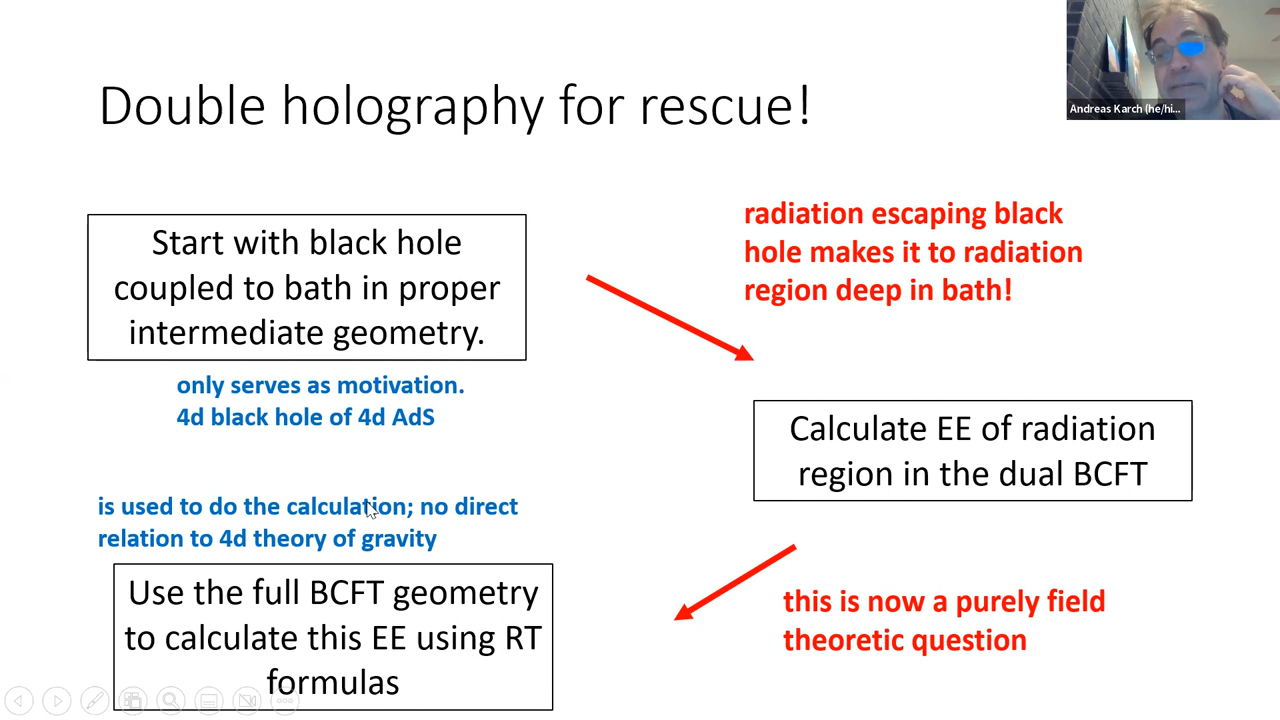 Double holography for rescue!
Andreas Karch (he/hi...
Start with black hole
coupled to bath in proper
intermediate geometry.
radiation escaping black
hole makes it to radiation
region deep in bath!
only serves as motivation.
4d black hole of 4d AdS
Calculate EE of radiation
region in the dual BCFT
is used to do the calculation; no direct
relation to 4d theory of gravity
Use the full BCFT geometry
to calculate this EE using RT
formulas
this is now a purely field
theoretic question